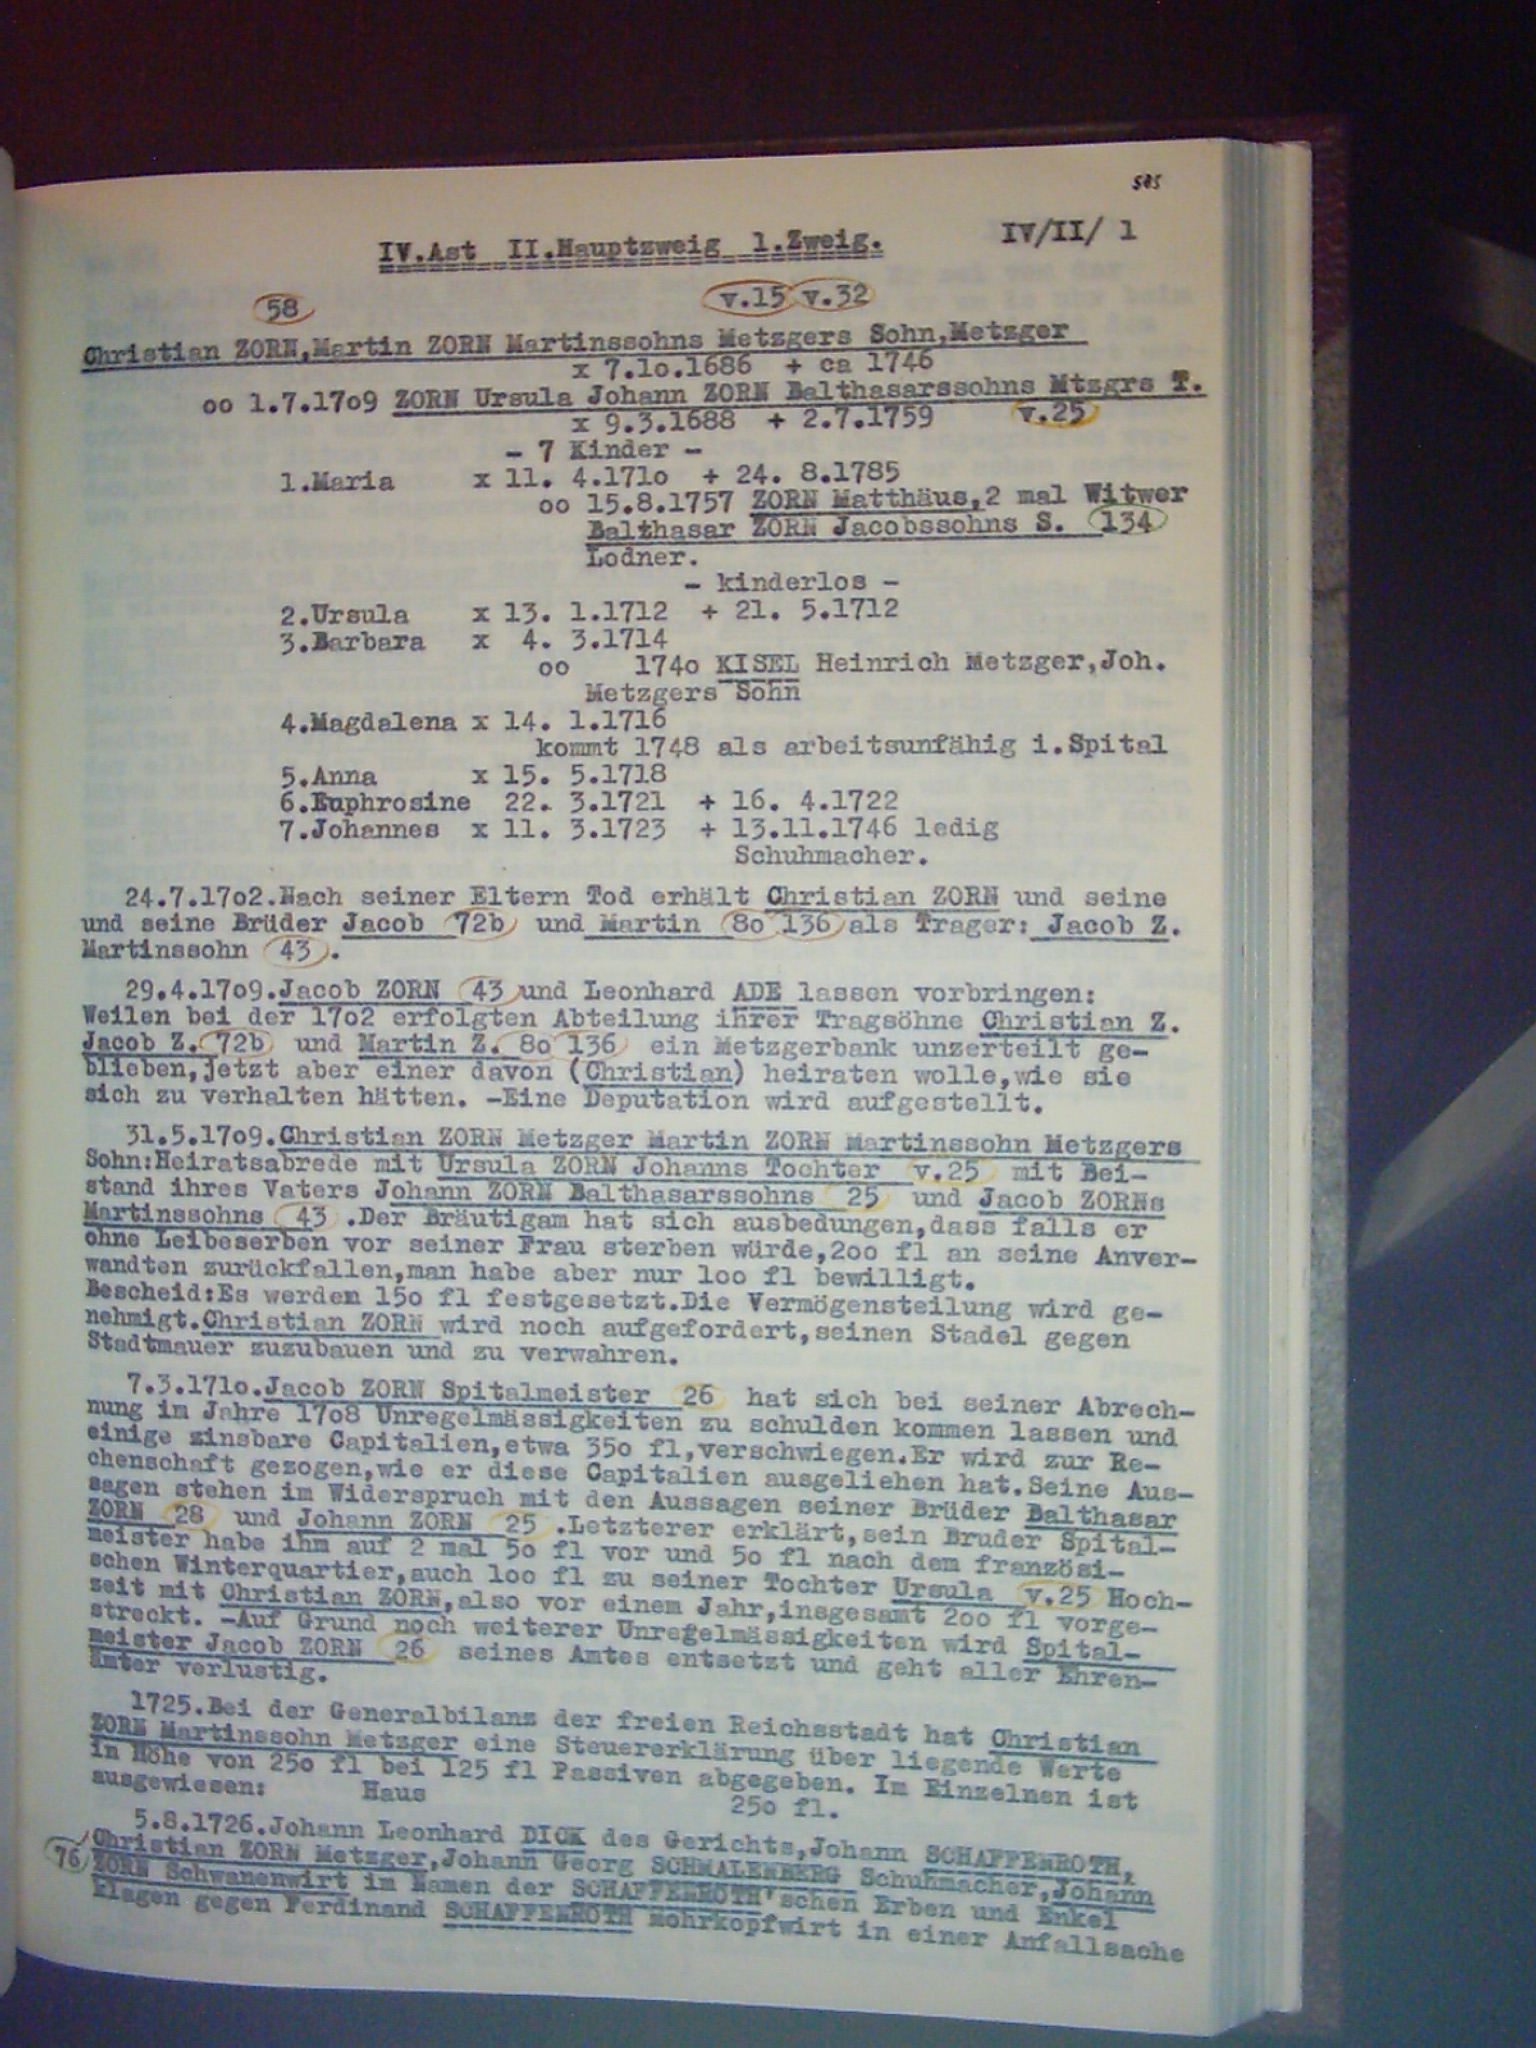 585
IV.Ast II.Hauptzweig 1.Zweig. IV/II/ 1
58 v.15 v.32
Christian ZORN,Martin ZORN Martinssohns Metzgers Sohn,Metzger
x 7.1o.1686 + ca 1746
oo 1.7.17o9 ZORN Ursula Johann ZORN Balthasarssohns Mtzgrs T.
x 9.3.1688 + 2.7.1759 v.25
- 7 Kinder -
1.Maria x 11. 4.171o + 24. 8.1785
oo 15.8.1757 ZORN Matthäus,2 mal Witwer
Balthasar ZORN Jacobssohns S. 134
Lodner.
- kinderlos -
2.Ursula x 13. 1.1712 + 21. 5.1712
3.Barbara x 4. 3.1714
oo 174o KISEL Heinrich Metzger,Joh.
Metzgers Sohn
4.Magdalena x 14. 1.1716
kommt 1748 als arbeitsunfähig i.Spital
5.Anna x 15. 5.1718
6.Euphrosine 22. 3.1721 + 16. 4.1722
7.Johannes x 11. 3.1723 + 13.11.1746 ledig
Schuhmacher.
24.7.17o2.Nach seiner Eltern Tod erhält Christian ZORN und seine
und seine Brüder Jacob 72b und Martin 8o 136 als Trager: Jacob Z.
Martinssohn 43 .
29.4.17o9.Jacob ZORN 43 und Leonhard ADE lassen vorbringen:
Weilen bei der 17o2 erfolgten Abteilung ihrer Tragsöhne Christian Z.
Jacob Z. 72b und Martin Z. 8o 136 ein Metzgerbank unzerteilt ge-
blieben,jetzt aber einer davon (Christian) heiraten wolle,wie sie
sich zu verhalten hätten. -Eine Deputation wird aufgestellt.
31.5.17o9.Christian ZORN Metzger Martin ZORN Martinssohn Metzgers
Sohn:Heiratsabrede mit Ursula ZORN Johanns Tochter v.25 mit Bei-
stand ihres Vaters Johann ZORN Balthasarssohns 25 und Jacob ZORNs
Martinssohns 43 .Der Bräutigam hat sich ausbedungen,dass falls er
ohne Leibeserben vor seiner Frau sterben würde,2oo fl an seine Anver-
wandten zurückfallen,man habe aber nur 1oo fl bewilligt.
Bescheid:Es werden 15o fl festgesetzt.Die Vermögensteilung wird ge-
nehmigt.Christian ZORN wird noch aufgefordert,seinen Stadel gegen
Stadtmauer zuzubauen und zu verwahren.
7.3.171o.Jacob ZORN Spitalmeister 26 hat sich bei seiner Abrech-
nung im Jahre 17o8 Unregelmässigkeiten zu schulden kommen lassen und
einige zinsbare Capitalien,etwa 35o fl,verschwiegen.Er wird zur Re-
chenschaft gezogen,wie er diese Capitalien ausgeliehen hat.Seine Aus-
sagen stehen im Widerspruch mit den Aussagen seiner Brüder Balthasar
ZORN 28 und Johann ZORN 25 .Letzterer erklärt,sein Bruder Spital-
meister habe ihm auf 2 mal 5o fl vor und 5o fl nach dem französi-
schen Winterquartier,auch 1oo fl zu seiner Tochter Ursula v.25 Hoch-
zeit mit Christian ZORN,also vor einem Jahr,insgesamt 2oo fl vorge-
streckt. -Auf Grund noch weiterer Unregelmässigkeiten wird Spital-
meister Jacob ZORN 26 seines Amtes entsetzt und geht aller Ehren-
ämter verlustig.
1725.Bei der Generalbilanz der freien Reichsstadt hat Christian
ZORN Martinssohn Metzger eine Steuererklärung über liegende Werte
in Höhe von 25o fl bei 125 fl Passiven abgegeben. Im Einzelnen ist
ausgewiesen: Haus 25o fl.
5.8.1726.Johann Leonhard DICK des Gerichts,Johann SCHAFFENROTH,
Christian ZORN Metzger,Johann Georg SCHMALENBERG Schuhmacher,Johann
76 ZORN Schwanenwirt im Namen der SCHAFFENROTH'schen Erben und Enkel
klagen gegen Ferdinand SCHAFFENROTH Mohrkopfwirt in einer Anfallsache